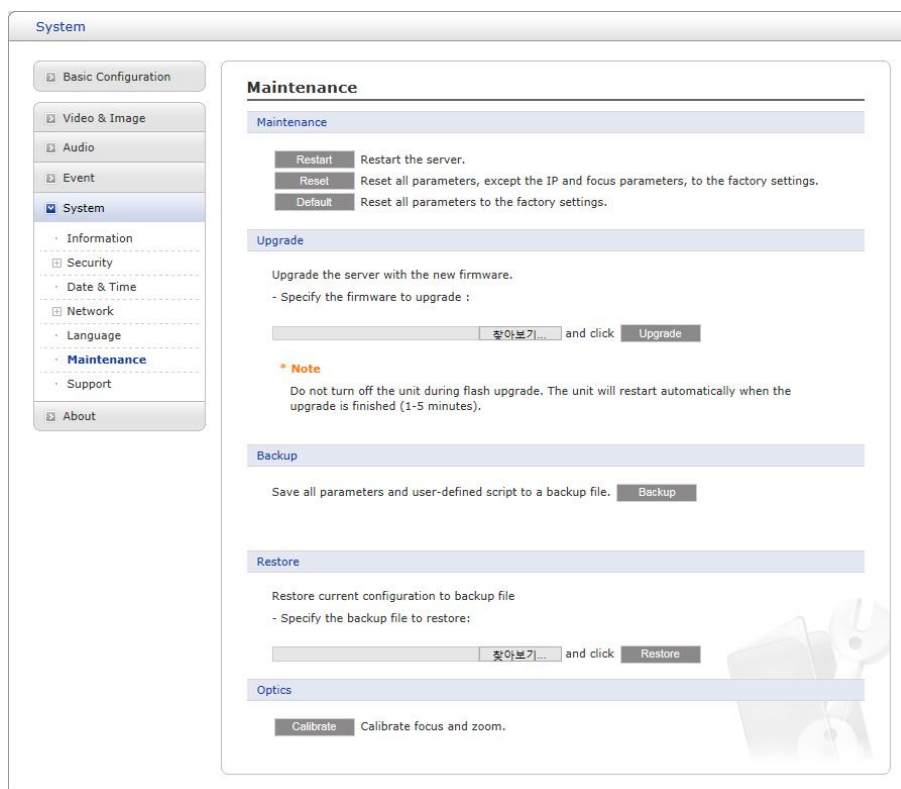 System
Basic Configuration
Video & Image
Audio
Event
System
Information
Security
Date & Time
Network
Language
Maintenance
Support
About
Maintenance
Maintenance
Restart Restart the server.
Reset Reset all parameters, except the IP and focus parameters, to the factory settings.
Default Reset all parameters to the factory settings.
Upgrade
Upgrade the server with the new firmware.
- Specify the firmware to upgrade :
찾아보기... and click Upgrade
* Note
Do not turn off the unit during flash upgrade. The unit will restart automatically when the
upgrade is finished (1-5 minutes).
Backup
Save all parameters and user-defined script to a backup file. Backup
Restore
Restore current configuration to backup file
- Specify the backup file to restore:
찾아보기... and click Restore
Optics
Calibrate Calibrate focus and zoom.